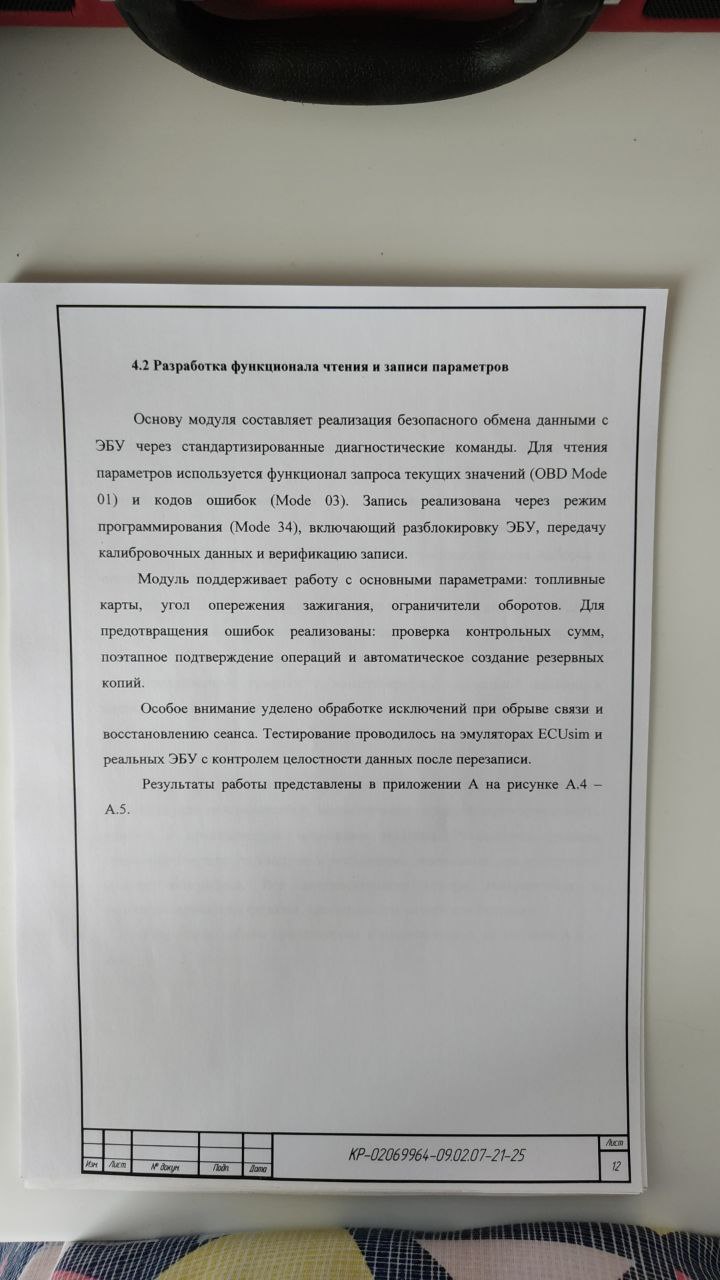 4.2 Разработка функционала чтения и записи параметров
Основу модуля составляет реализация безопасного обмена данными с
ЭБУ через стандартизированные диагностические команды. Для чтения
параметров используется функционал запроса текущих значений (OBD Mode
01) и кодов ошибок (Mode 03). Запись реализована через режим
программирования (Mode 34), включающий разблокировку ЭБУ, передачу
калибровочных данных и верификацию записи.
Модуль поддерживает работу с основными параметрами: топливные
карты, угол опережения зажигания, ограничители оборотов. Для
предотвращения ошибок реализованы: проверка контрольных сумм,
поэтапное подтверждение операций и автоматическое создание резервных
копий.
Особое внимание уделено обработке исключений при обрыве связи и
восстановлению сеанса. Тестирование проводилось на эмуляторах ECUsim и
реальных ЭБУ с контролем целостности данных после перезаписи.
Результаты работы представлены в приложении А на рисунке А.4 –
А.5.
КР-02069964-09.02.07-21-25
Лист
12
Изм. Лист № докум. Подп. Дата